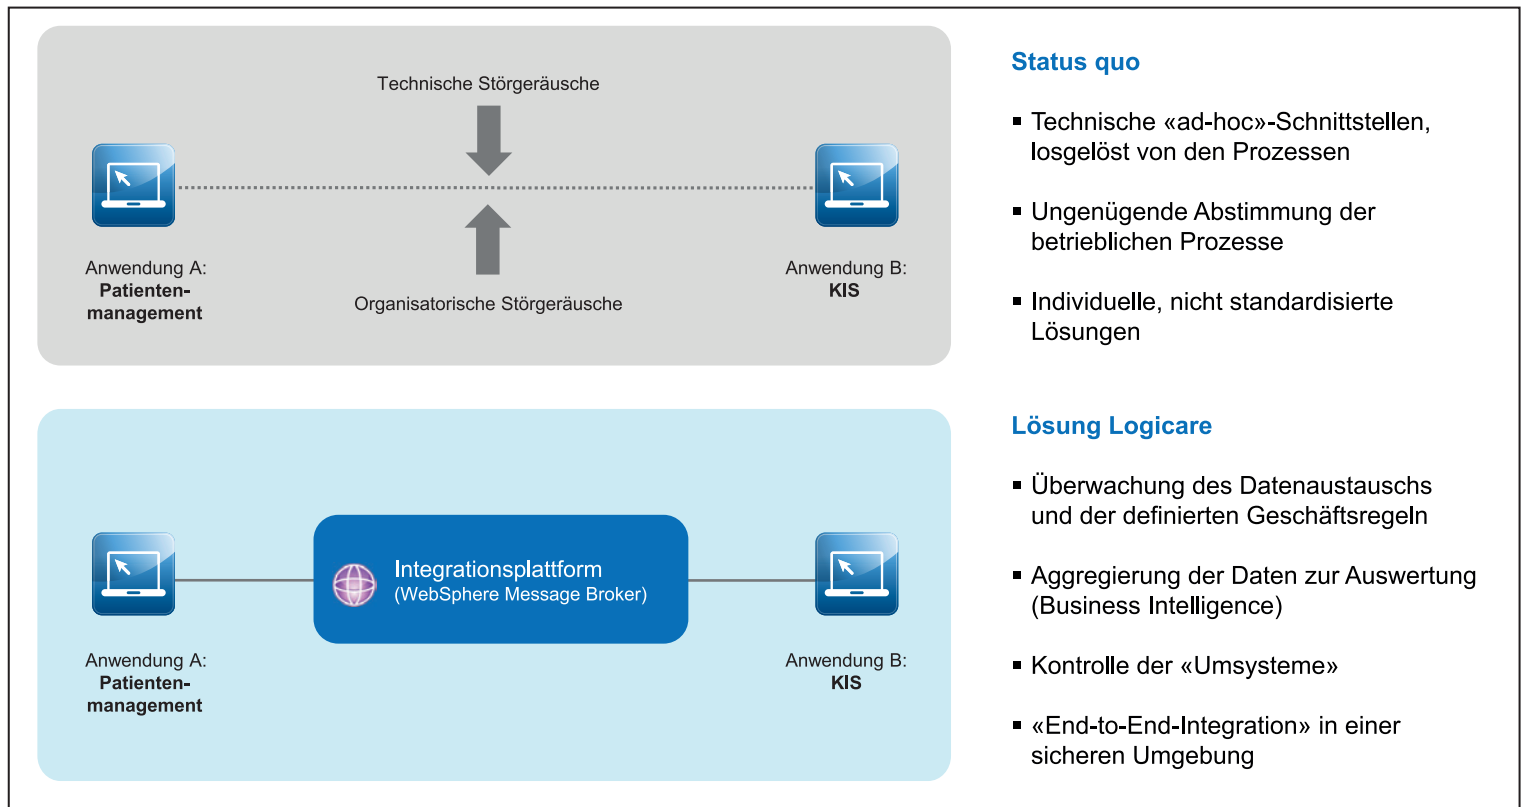 Technische Störgeräusche
Anwendung A:
Patienten-
management
Organisatorische Störgeräusche
Anwendung B:
KIS
Status quo
▪ Technische «ad-hoc»-Schnittstellen,
losgelöst von den Prozessen
▪ Ungenügende Abstimmung der
betrieblichen Prozesse
▪ Individuelle, nicht standardisierte
Lösungen
Integrationsplattform
(WebSphere Message Broker)
Anwendung A:
Patienten-
management
Anwendung B:
KIS
Lösung Logicare
▪ Überwachung des Datenaustauschs
und der definierten Geschäftsregeln
▪ Aggregierung der Daten zur Auswertung
(Business Intelligence)
▪ Kontrolle der «Umsysteme»
▪ «End-to-End-Integration» in einer
sicheren Umgebung